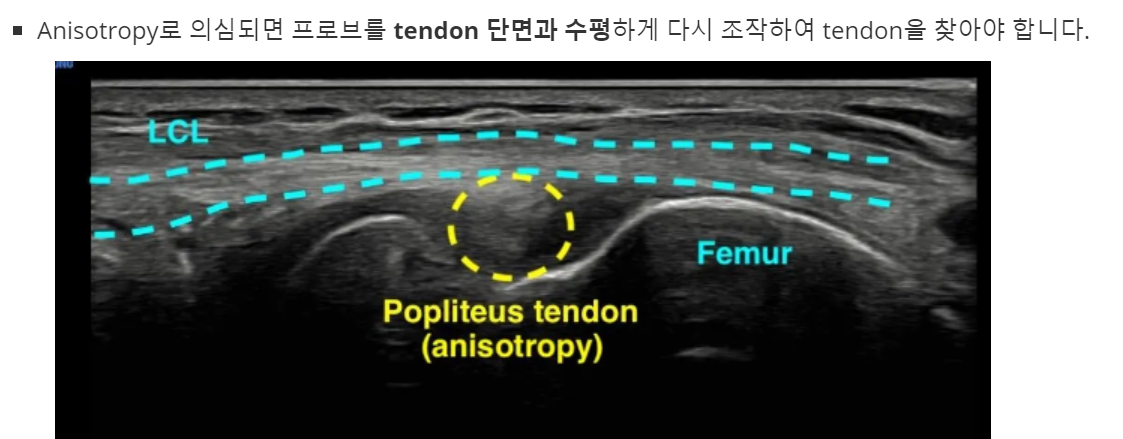 Anisotropy로 의심되면 프로브를 tendon 단면과 수평하게 다시 조작하여 tendon을 찾아야 합니다.
LCL
Femur
Popliteus tendon
(anisotropy)